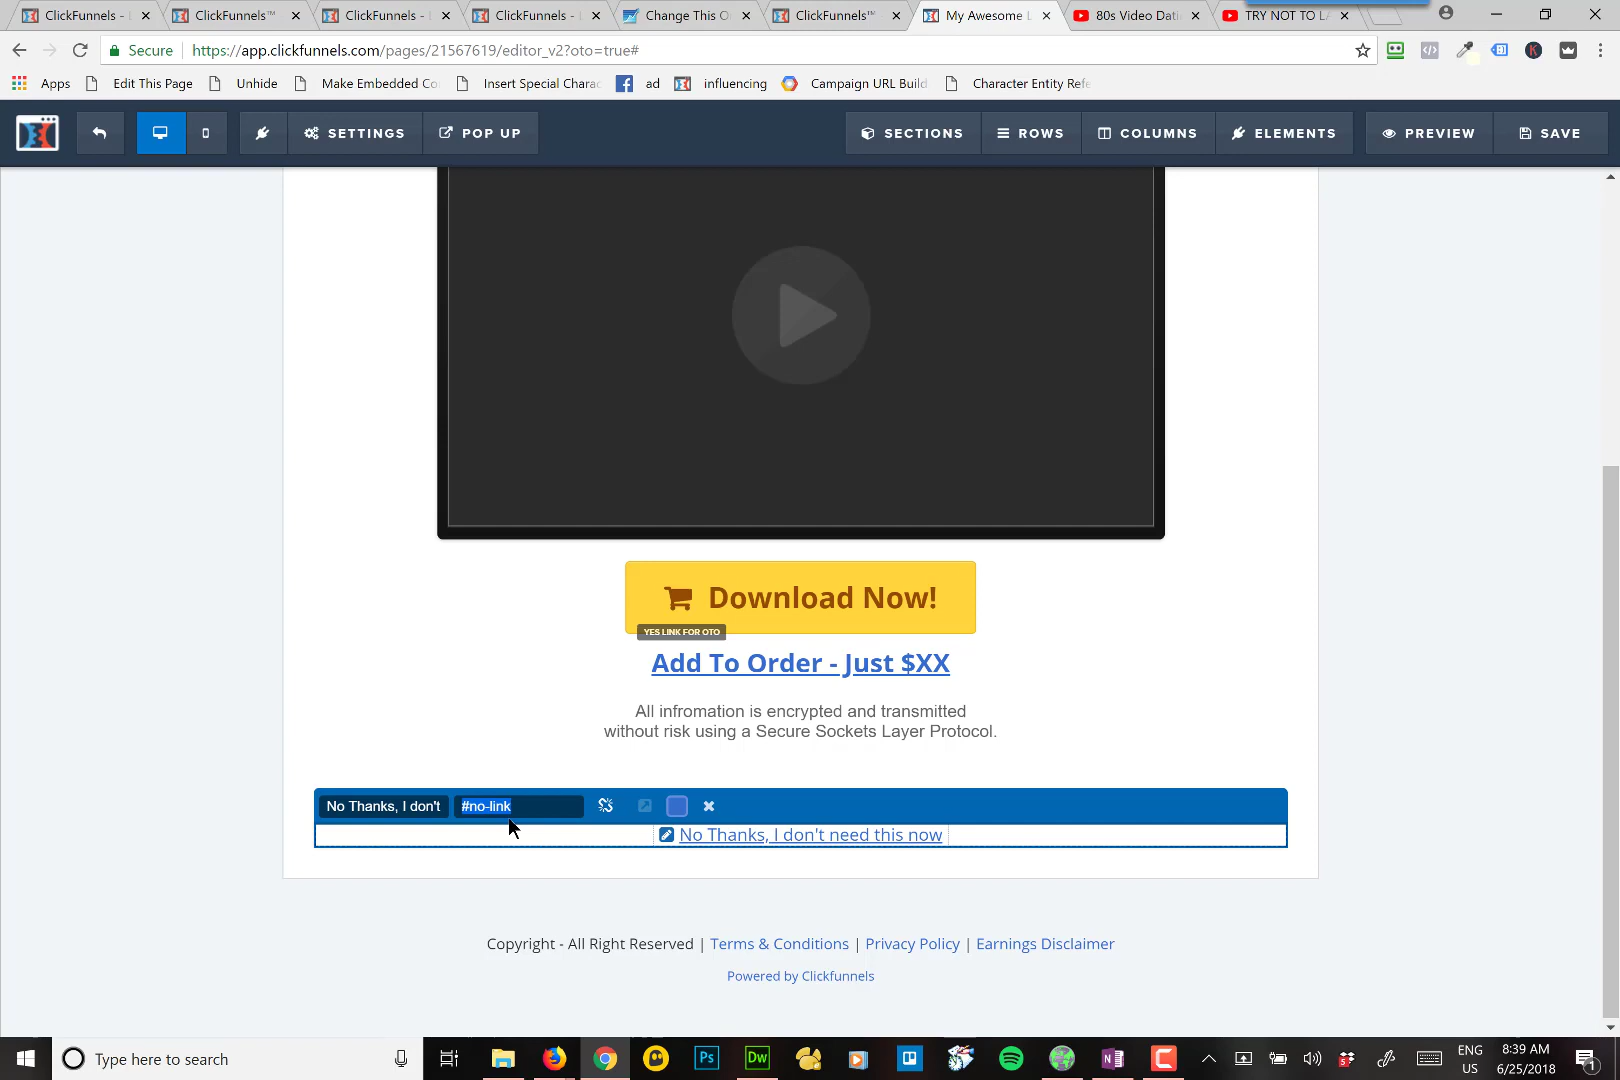 ClickFunnels - L
ClickFunnels™
ClickFunnels - L
ClickFunnels - L
Change This O
ClickFunnels™
My Awesome L
80s Video Dati
TRY NOT TO LA
Secure https://app.clickfunnels.com/pages/21567619/editor_v2?oto=true#
Apps
Edit This Page
Unhide
Make Embedded Co
Insert Special Charac
ad
influencing
Campaign URL Build
Character Entity Refe
SETTINGS
POP UP
SECTIONS
ROWS
COLUMNS
ELEMENTS
PREVIEW
SAVE
Download Now!
YES LINK FOR OTO
Add To Order - Just $XX
All infromation is encrypted and transmitted
without risk using a Secure Sockets Layer Protocol.
No Thanks, I don't
#no-link
No Thanks, I don't need this now
Copyright - All Right Reserved | Terms & Conditions | Privacy Policy | Earnings Disclaimer
Powered by Clickfunnels
Type here to search
Ps
Dw
ENG
US
8:39 AM
6/25/2018
1